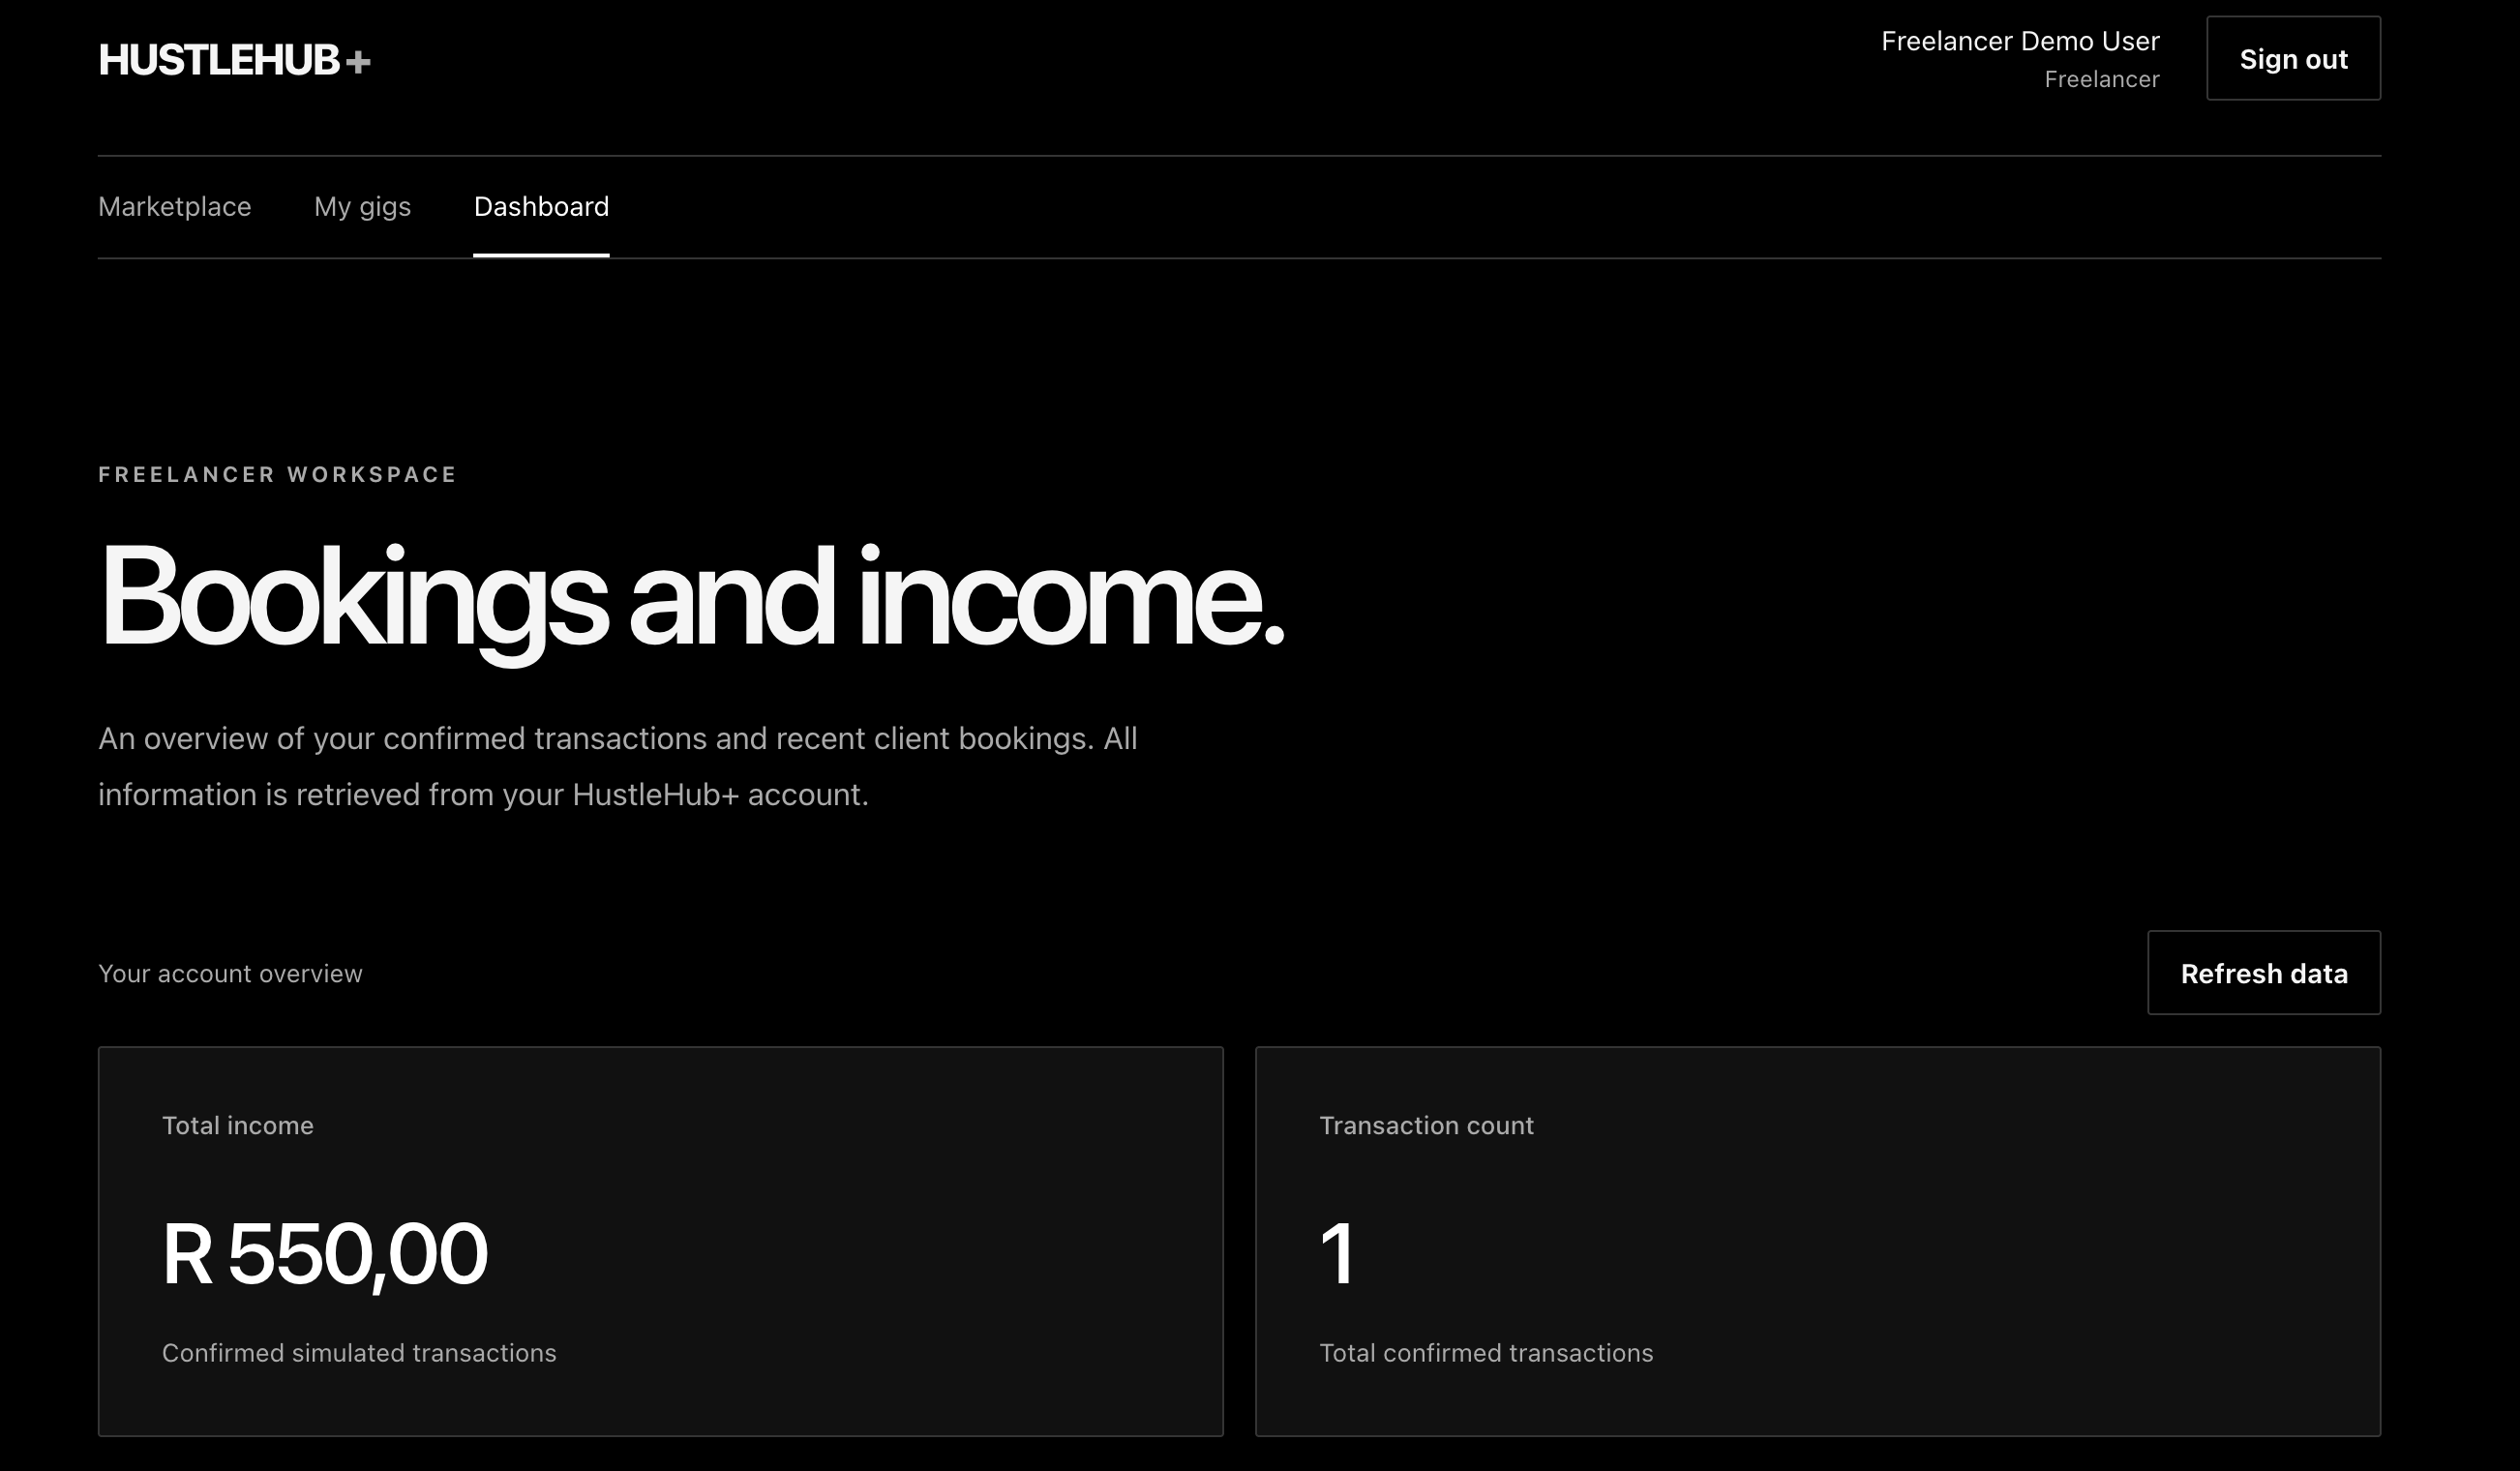 HUSTLEHUB+
Freelancer Demo User
Freelancer
Sign out
Marketplace
My gigs
Dashboard
FREELANCER WORKSPACE
Bookings and income.
An overview of your confirmed transactions and recent client bookings. All
information is retrieved from your HustleHub+ account.
Your account overview
Refresh data
Total income
R 550,00
Confirmed simulated transactions
Transaction count
1
Total confirmed transactions